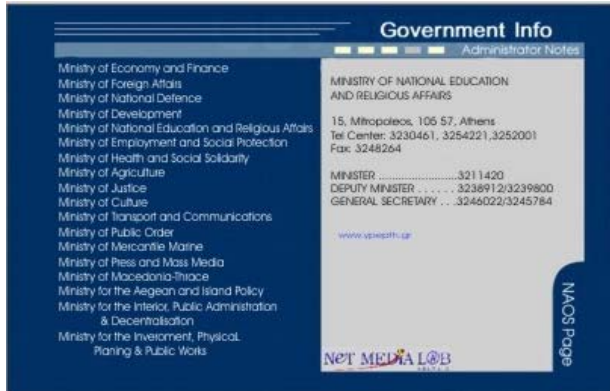 Government Info
Administrator Notes
Ministry of Economy and Finance
Ministry of Foreign Affairs
Ministry of National Defence
Ministry of Development
Ministry of National Education and Religious Affairs
Ministry of Employment and Social Protection
Ministry of Health and Social Solidarity
Ministry of Agriculture
Ministry of Justice
Ministry of Culture
Ministry of Transport and Communications
Ministry of Public Order
Ministry of Mercantile Marine
Ministry of Press and Mass Media
Ministry of Macedonia-Thrace
Ministry for the Aegean and Island Policy
Ministry for the Interior, Public Administration
& Decentralisation
Ministry for the Inveroment, Physical.
Planing & Public Works
MINISTRY OF NATIONAL EDUCATION
AND RELIGIOUS AFFAIRS
15, Mitropoleos, 105 57, Athens
Tel Center: 3230461, 3254221,3252001
Fax: 3248264
MINISTER ..........................3211420
DEPUTY MINISTER . . . . . . 3238912/3239800
GENERAL SECRETARY . . .3246022/3245784
www.ypepth.gr
NAOS Page
NET MEDIA L@B